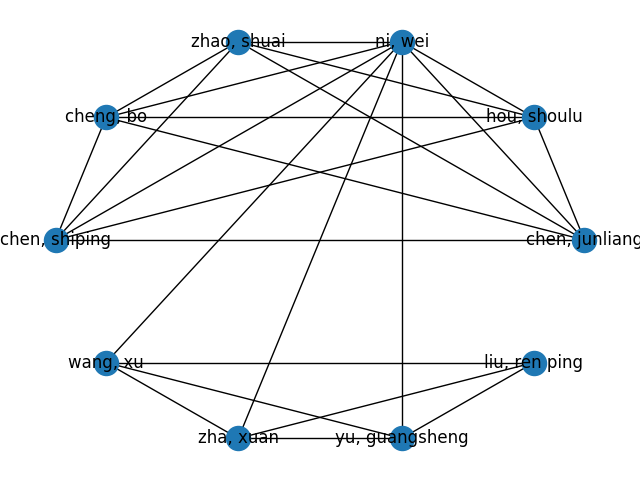 zhao, shuai
ni, wei
cheng, bo
hou, shoulu
chen, shiping
chen, junliang
wang, xu
liu, ren ping
zha, xuan
yu, guangsheng